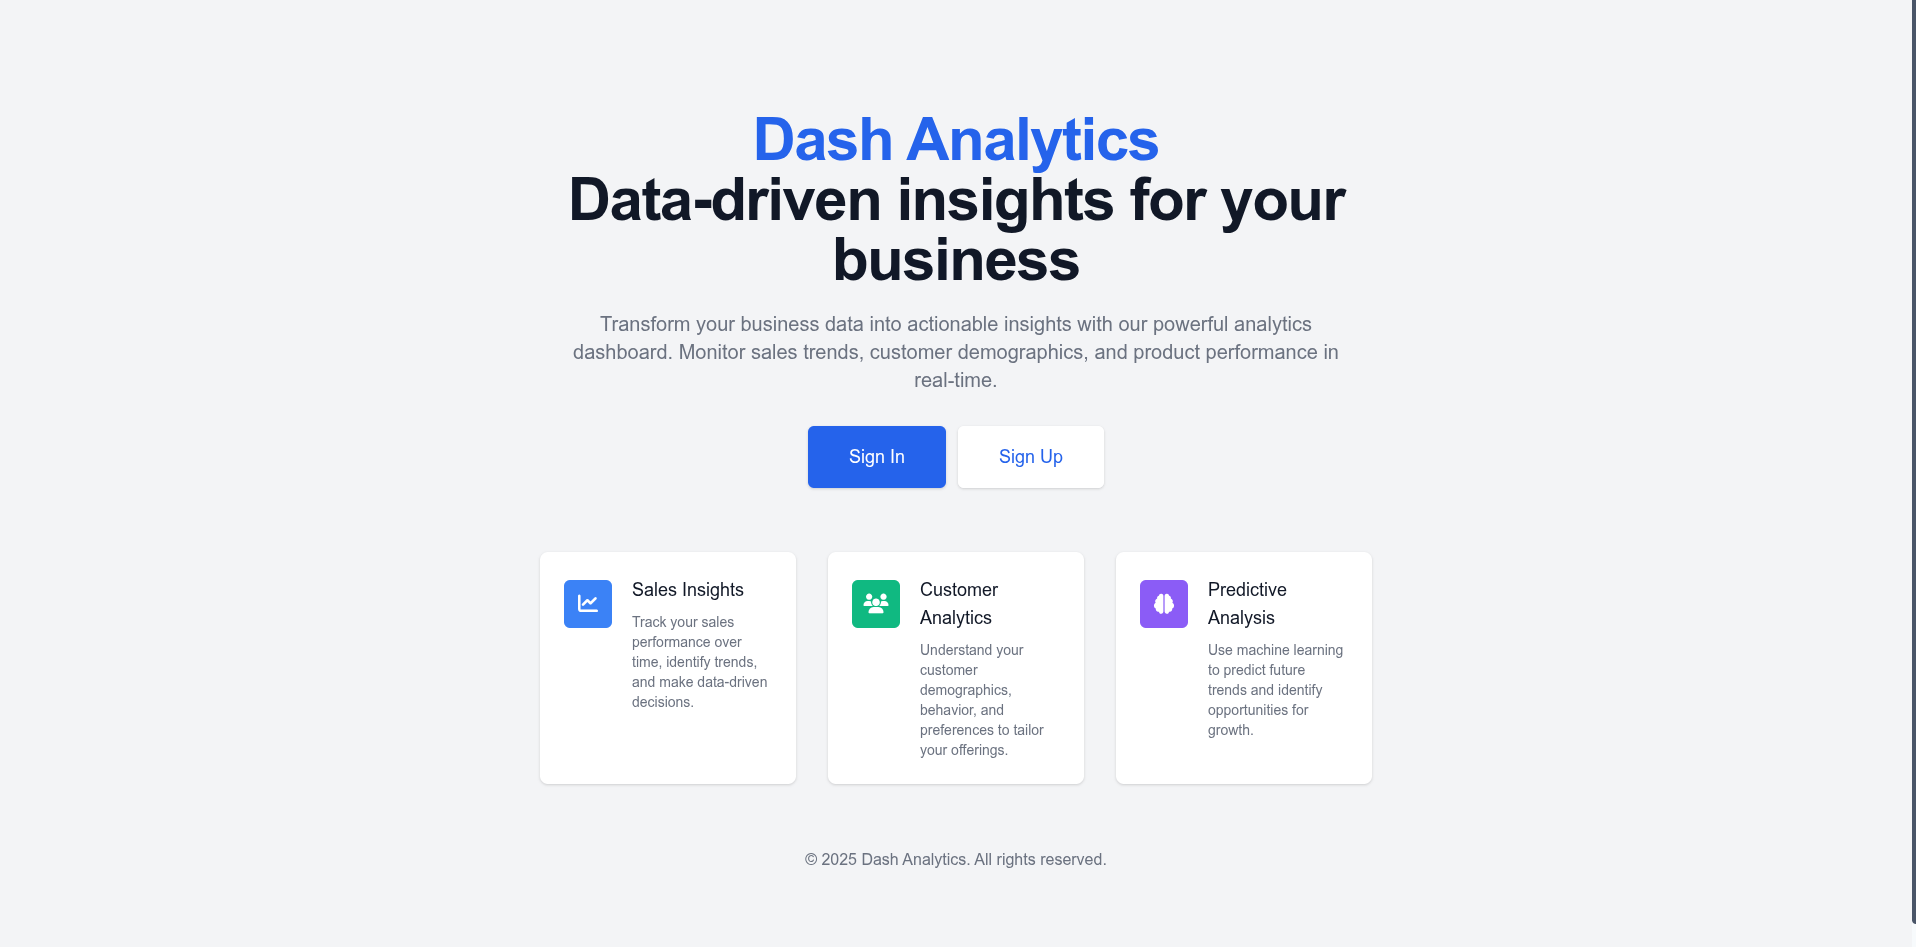 Dash Analytics
Data-driven insights for your
business
Transform your business data into actionable insights with our powerful analytics
dashboard. Monitor sales trends, customer demographics, and product performance in
real-time.
Sign In
Sign Up
Sales Insights
Track your sales
performance over
time, identify trends,
and make data-driven
decisions.
Customer
Analytics
Understand your
customer
demographics,
behavior, and
preferences to tailor
your offerings.
Predictive
Analysis
Use machine learning
to predict future
trends and identify
opportunities for
growth.
© 2025 Dash Analytics. All rights reserved.